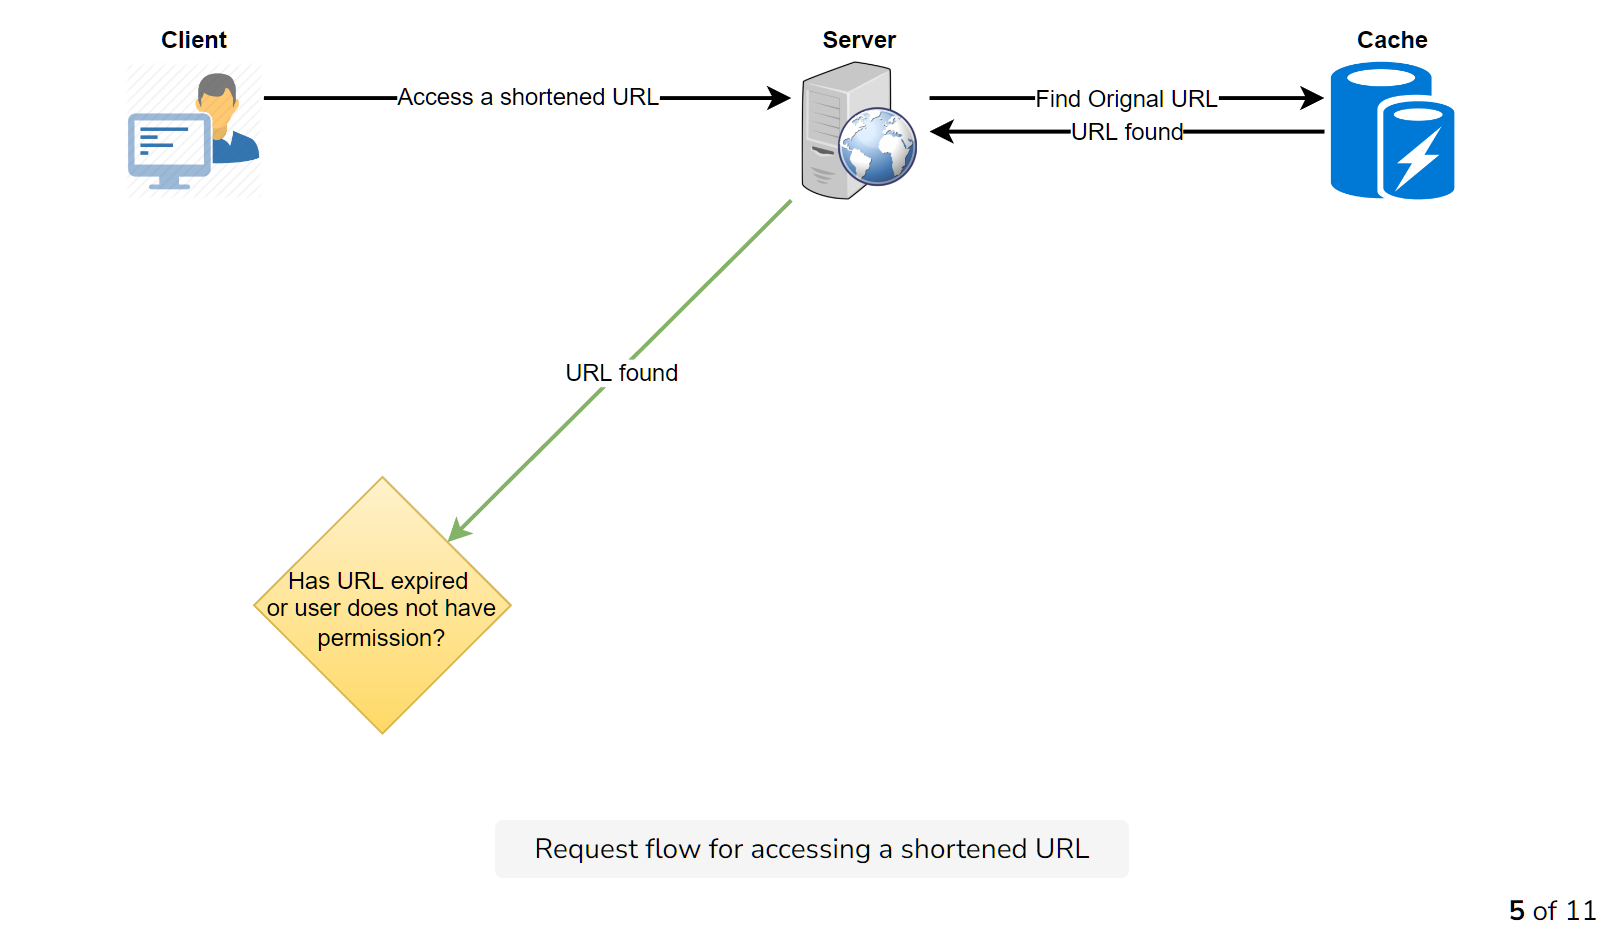 Client
Server
Cache
Access a shortened URL
Find Orignal URL
URL found
URL found
Has URL expired
or user does not have
permission?
Request flow for accessing a shortened URL
5 of 11